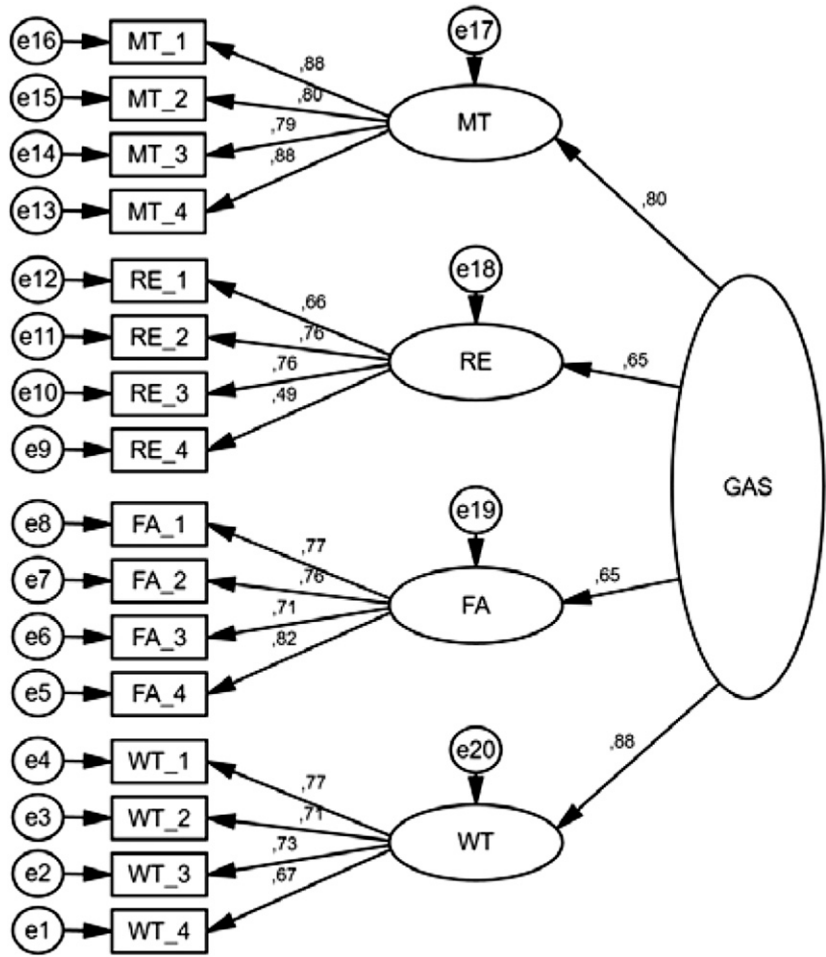 e16 MT_1
e17
,88
e15 MT_2
,80
MT
e14 MT_3
,79
,88
e13 MT_4
,80
e12 RE_1
e18
,66
e11 RE_2
,76
RE
,65
e10 RE_3
,76
,49
e9 RE_4
GAS
e8 FA_1
e19
,77
e7 FA_2
,76
,65
FA
e6 FA_3
,71
,82
e5 FA_4
e4 WT_1
e20
,88
,77
e3 WT_2
,71
WT
e2 WT_3
,73
,67
e1 WT_4